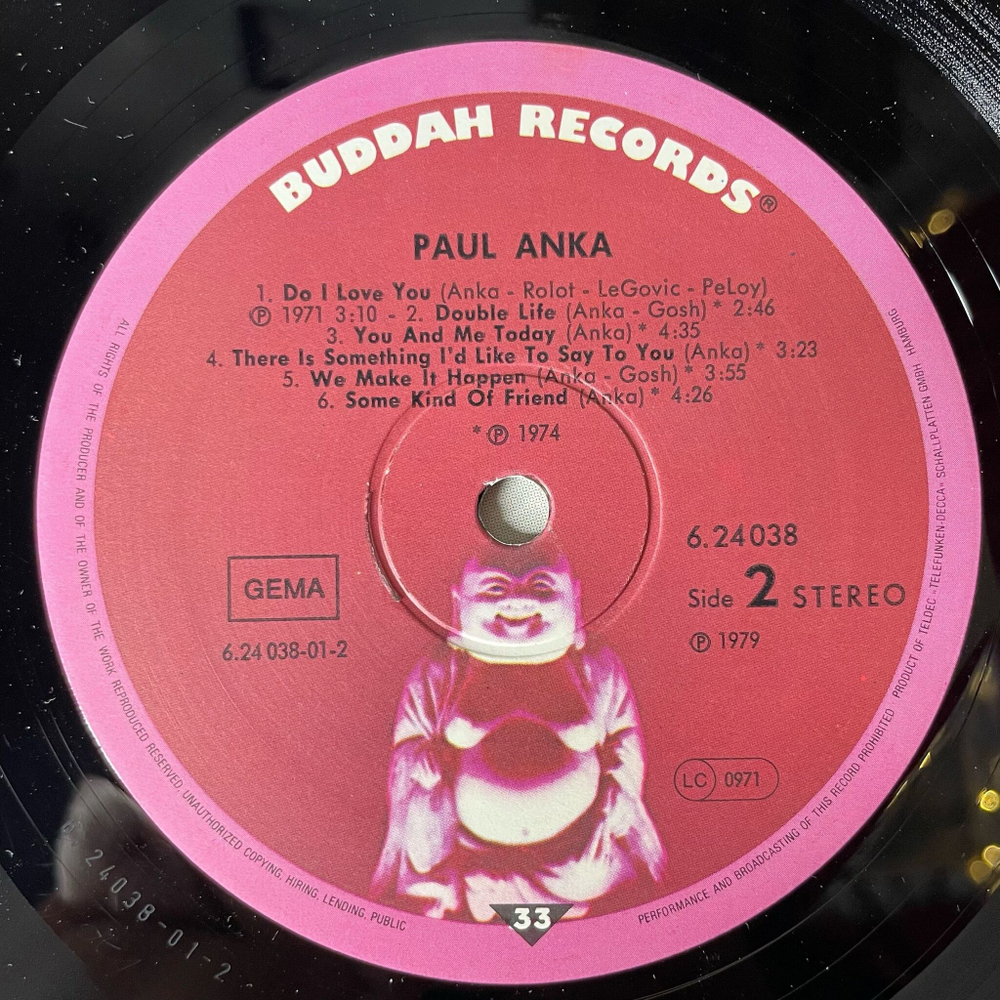 BUDDAH RECORDS®
PAUL ANKA
1. Do I Love You (Anka - Rolot - LeGovic - PeLoy)
℗ 1971 3:10 - 2. Double Life (Anka - Gosh)* 2:46
3. You And Me Today (Anka)* 4:35
4. There Is Something I'd Like To Say To You (Anka)* 3:23
5. We Make It Happen (Anka - Gosh)* 3:55
6. Some Kind Of Friend (Anka)* 4:26
*℗ 1974
6.24038
GEMA
Side 2 STEREO
6.24 038-01-2
℗ 1979
LC 0971
33
ALL RIGHTS OF THE PRODUCER AND OF THE OWNER OF THE WORK REPRODUCED RESERVED. UNAUTHORIZED COPYING, HIRING, LENDING, PUBLIC PERFORMANCE AND BROADCASTING OF THIS RECORD PROHIBITED PRODUCT OF TELDEC »TELEFUNKEN-DECCA« SCHALLPLATTEN GMBH HAMBURG
24038-01-2